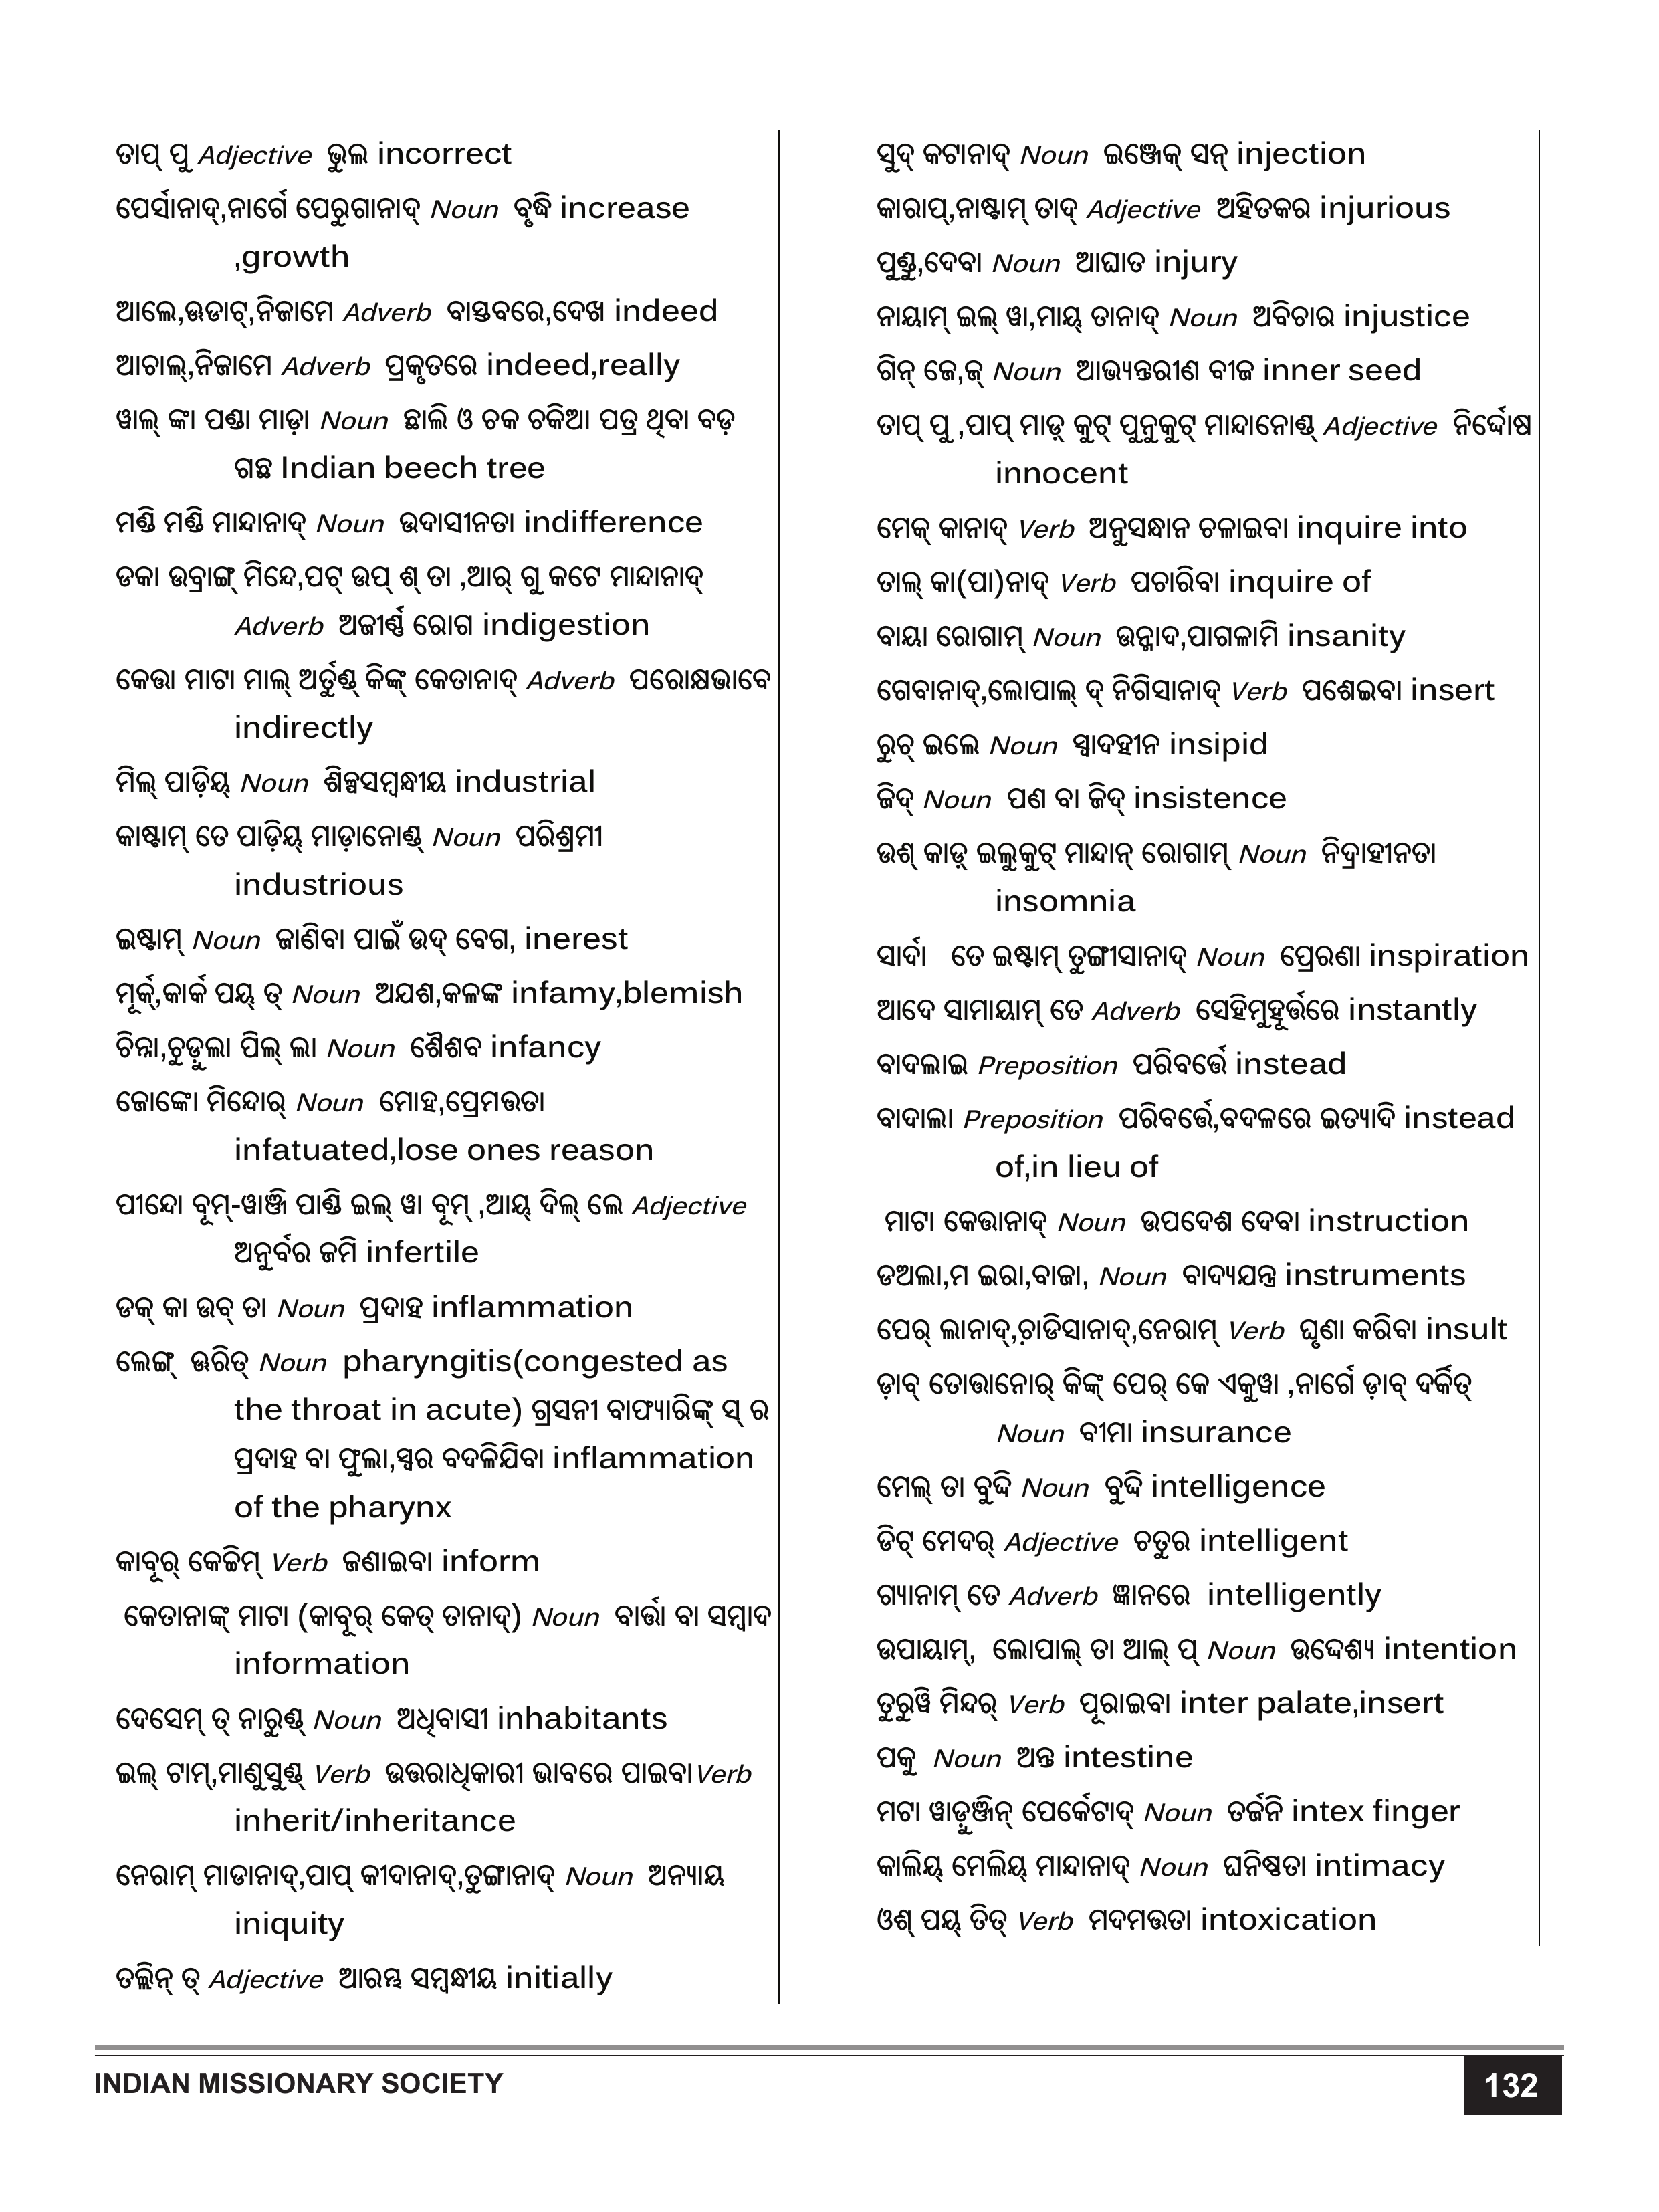 ତାପ୍ ପୁ Adjective ଭୁଲ incorrect
ପେର୍ସାନାଦ୍,ନାର୍ଗେ ପେରୁଗାନାଦ୍ Noun ବୃଦ୍ଧି increase
,growth
ଆଲେ,ଊଡାଟ୍,ନିଜାମେ Adverb ବାସ୍ତବରେ,ଦେଖ indeed
ଆଚାଲ୍,ନିଜାମେ Adverb ପ୍ରକୃତରେ indeed,really
ୱାଲ୍ ଙ୍କା ପଣ୍ଡା ମାଡ଼ା Noun ଛାଲି ଓ ଚକ ଚକିଆ ପତ୍ର ଥିବା ବଡ଼
ଗଛ Indian beech tree
ମଣ୍ଡି ମଣ୍ଡି ମାନ୍ଦାନାଦ୍ Noun ଉଦାସୀନତା indifference
ଡକା ଉବ୍ରାଙ୍ଗ୍ ମିନ୍ଦେ,ପଟ୍ ଉପ୍ ଶ୍ ତା ,ଆର୍ ଗୁ କଟେ ମାନ୍ଦାନାଦ୍
Adverb ଅଜୀର୍ଣ୍ଣ ରୋଗ indigestion
କେତ୍ତା ମାଟା ମାଲ୍ ଅର୍ତୁଣ୍ଡ୍ କିଙ୍କ୍ କେତାନାଦ୍ Adverb ପରୋକ୍ଷଭାବେ
indirectly
ମିଲ୍ ପାଡ଼ିୟ୍ Noun ଶିଳ୍ପସମ୍ବନ୍ଧୀୟ industrial
କାଷ୍ଟାମ୍ ତେ ପାଡ଼ିୟ୍ ମାଡ଼ାନୋଣ୍ଡ୍ Noun ପରିଶ୍ରମୀ
industrious
ଇଷ୍ଟାମ୍ Noun ଜାଣିବା ପାଇଁ ଉଦ୍ ବେଗ, inerest
ମୂର୍କ୍,କାର୍କ ପୟ୍ ତ୍ Noun ଅଯଶ,କଳଙ୍କ infamy,blemish
ଚିନ୍ନା,ଚୁଡ଼ୁଲା ପିଲ୍ ଲା Noun ଶୈଶବ infancy
ଜୋଙ୍କୋ ମିନ୍ଦୋର୍ Noun ମୋହ,ପ୍ରେମତ୍ତତା
infatuated,lose ones reason
ପୀନ୍ଦୋ ବୂମ୍-ୱାଞ୍ଜି ପାଣ୍ଡି ଇଲ୍ ୱା ବୂମ୍ ,ଆୟ୍ ଦିଲ୍ ଲେ Adjective
ଅନୁର୍ବର ଜମି infertile
ଡକ୍ କା ଉବ୍ ତା Noun ପ୍ରଦାହ inflammation
ଲେଙ୍ଗ୍ ଊରିତ୍ Noun pharyngitis(congested as
the throat in acute) ଗ୍ରସନୀ ବାଫ୍ୟାରିଙ୍କ୍ ସ୍ ର
ପ୍ରଦାହ ବା ଫୁଲା,ସ୍ୱର ବଦଳିଯିବା inflammation
of the pharynx
କାବୂର୍ କେଚ୍ଚିମ୍ Verb ଜଣାଇବା inform
କେତାନାଙ୍କ୍ ମାଟା (କାବୂର୍ କେତ୍ ତାନାଦ୍) Noun ବାର୍ତ୍ତା ବା ସମ୍ବାଦ
information
ଦେସେମ୍ ତ୍ ନାରୁଣ୍ଡ୍ Noun ଅଧିବାସୀ inhabitants
ଇଲ୍ ଟାମ୍,ମାଣୁସୁଣ୍ଡ୍ Verb ଉତ୍ତରାଧିକାରୀ ଭାବରେ ପାଇବାVerb
inherit/inheritance
ନେରାମ୍ ମାଡାନାଦ୍,ପାପ୍ କୀଦାନାଦ୍,ତୁଙ୍ଗାନାଦ୍ Noun ଅନ୍ୟାୟ
iniquity
ତଲ୍ଲିନ୍ ତ୍ Adjective ଆରମ୍ଭ ସମ୍ବନ୍ଧୀୟ initially
ସୁଦ୍ କଟାନାଦ୍ Noun ଇଞ୍ଜେକ୍ ସନ୍ injection
କାରାପ୍,ନାଷ୍ଟାମ୍ ତାଦ୍ Adjective ଅହିତକର injurious
ପୁଣ୍ଡୁ,ଦେବା Noun ଆଘାତ injury
ନାୟାମ୍ ଇଲ୍ ୱା,ମାୟ୍ ତାନାଦ୍ Noun ଅବିଚାର injustice
ଗିନ୍ ଜେ,ଜ୍ Noun ଆଭ୍ୟନ୍ତରୀଣ ବୀଜ inner seed
ତାପ୍ ପୁ ,ପାପ୍ ମାଡ଼୍ କୁଟ୍ ପୁନୁକୁଟ୍ ମାନ୍ଦାନୋଣ୍ଡ୍ Adjective ନିର୍ଦ୍ଦୋଷ
innocent
ମେକ୍ କାନାଦ୍ Verb ଅନୁସନ୍ଧାନ ଚଳାଇବା inquire into
ତାଲ୍ କା(ପା)ନାଦ୍ Verb ପଚାରିବା inquire of
ବାୟା ରୋଗାମ୍ Noun ଉନ୍ମାଦ,ପାଗଳାମି insanity
ଗେବାନାଦ୍,ଲୋପାଲ୍ ଦ୍ ନିଗିସାନାଦ୍ Verb ପଶେଇବା insert
ରୁଚ୍ ଇଲେ Noun ସ୍ୱାଦହୀନ insipid
ଜିଦ୍ Noun ପଣ ବା ଜିଦ୍ insistence
ଉଶ୍ କାଡ଼୍ ଇଲୁକୁଟ୍ ମାନ୍ଦାନ୍ ରୋଗାମ୍ Noun ନିଦ୍ରାହୀନତା
insomnia
ସାର୍ଦା ତେ ଇଷ୍ଟାମ୍ ତୁଙ୍ଗୀସାନାଦ୍ Noun ପ୍ରେରଣା inspiration
ଆଦେ ସାମାୟାମ୍ ତେ Adverb ସେହିମୁହୂର୍ତ୍ତରେ instantly
ବାଦଲାଇ Preposition ପରିବର୍ତ୍ତେ instead
ବାଦାଲା Preposition ପରିବର୍ତ୍ତେ,ବଦଳରେ ଇତ୍ୟାଦି instead
of,in lieu of
ମାଟା କେତ୍ତାନାଦ୍ Noun ଉପଦେଶ ଦେବା instruction
ଡଅଲା,ମ ଇରା,ବାଜା, Noun ବାଦ୍ୟଯନ୍ତ୍ର instruments
ପେର୍ ଲାନାଦ୍,ଚ଼ାଡିସାନାଦ୍,ନେରାମ୍ Verb ଘୃଣା କରିବା insult
ଡ଼ାବ୍ ତୋତ୍ତାନୋର୍ କିଙ୍କ୍ ପେର୍ କେ ଏକୁୱା ,ନାର୍ଗେ ଡ଼ାବ୍ ଦର୍କିତ୍
Noun ବୀମା insurance
ମେଲ୍ ତା ବୁଦ୍ଦି Noun ବୁଦ୍ଦି intelligence
ଡିଟ୍ ମେଦର୍ Adjective ଚତୁର intelligent
ଗ୍ୟାନାମ୍ ତେ Adverb ଜ୍ଞାନରେ intelligently
ଉପାୟାମ୍, ଲୋପାଲ୍ ତା ଆଲ୍ ପ୍ Noun ଉଦ୍ଦେଶ୍ୟ intention
ତୁରୁୱି ମିନ୍ଦର୍ Verb ପୂରାଇବା inter palate,insert
ପକୁ Noun ଅନ୍ତ intestine
ମଟା ୱାଡ଼ୁଞ୍ଜିନ୍ ପେର୍କେଟାଦ୍ Noun ତର୍ଜନି intex finger
କାଲିୟ୍ ମେଲିୟ୍ ମାନ୍ଦାନାଦ୍ Noun ଘନିଷ୍ଠତା intimacy
ଓଶ୍ ପୟ୍ ତିତ୍ Verb ମଦମତ୍ତତା intoxication
INDIAN MISSIONARY SOCIETY
132